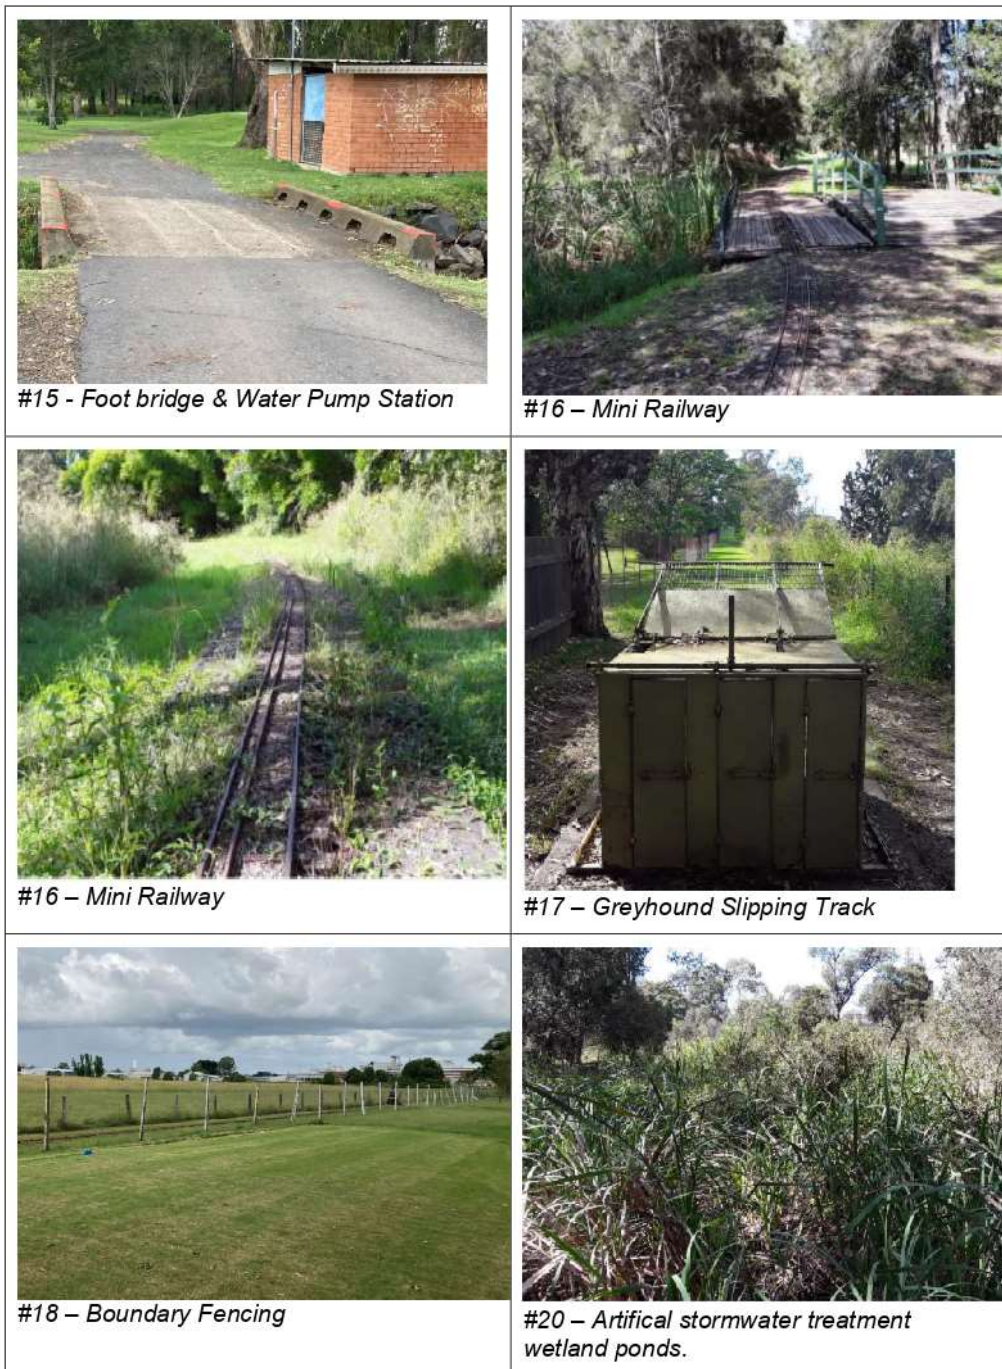 #15 - Foot bridge & Water Pump Station
#16 – Mini Railway
#16 – Mini Railway
#17 – Greyhound Slipping Track
#18 – Boundary Fencing
#20 – Artifical stormwater treatment
wetland ponds.